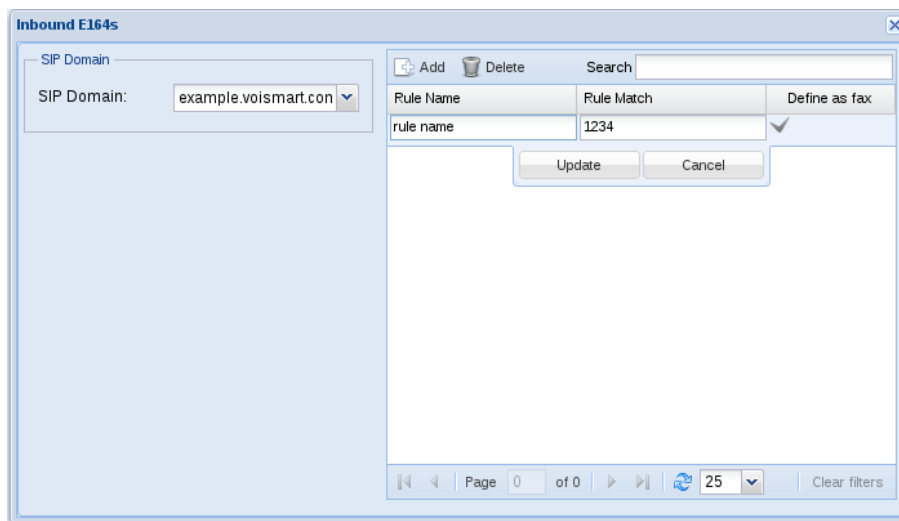 Inbound E164s
SIP Domain
SIP Domain: example.voismart.con
Add Delete Search
Rule Name Rule Match Define as fax
rule name 1234
Update Cancel
Page 0 of 0 25 Clear filters